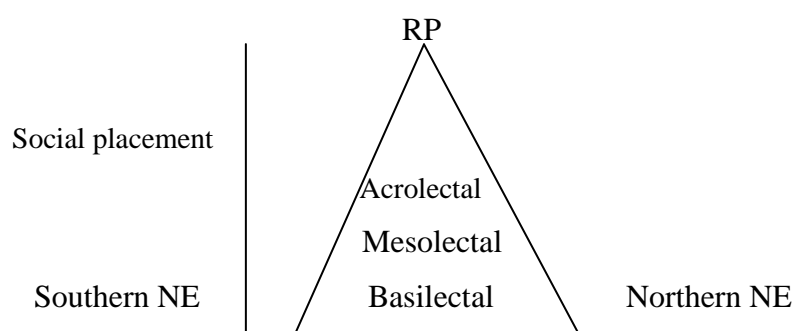 RP
Social placement
Acrolectal
Mesolectal
Southern NE Basilectal Northern NE